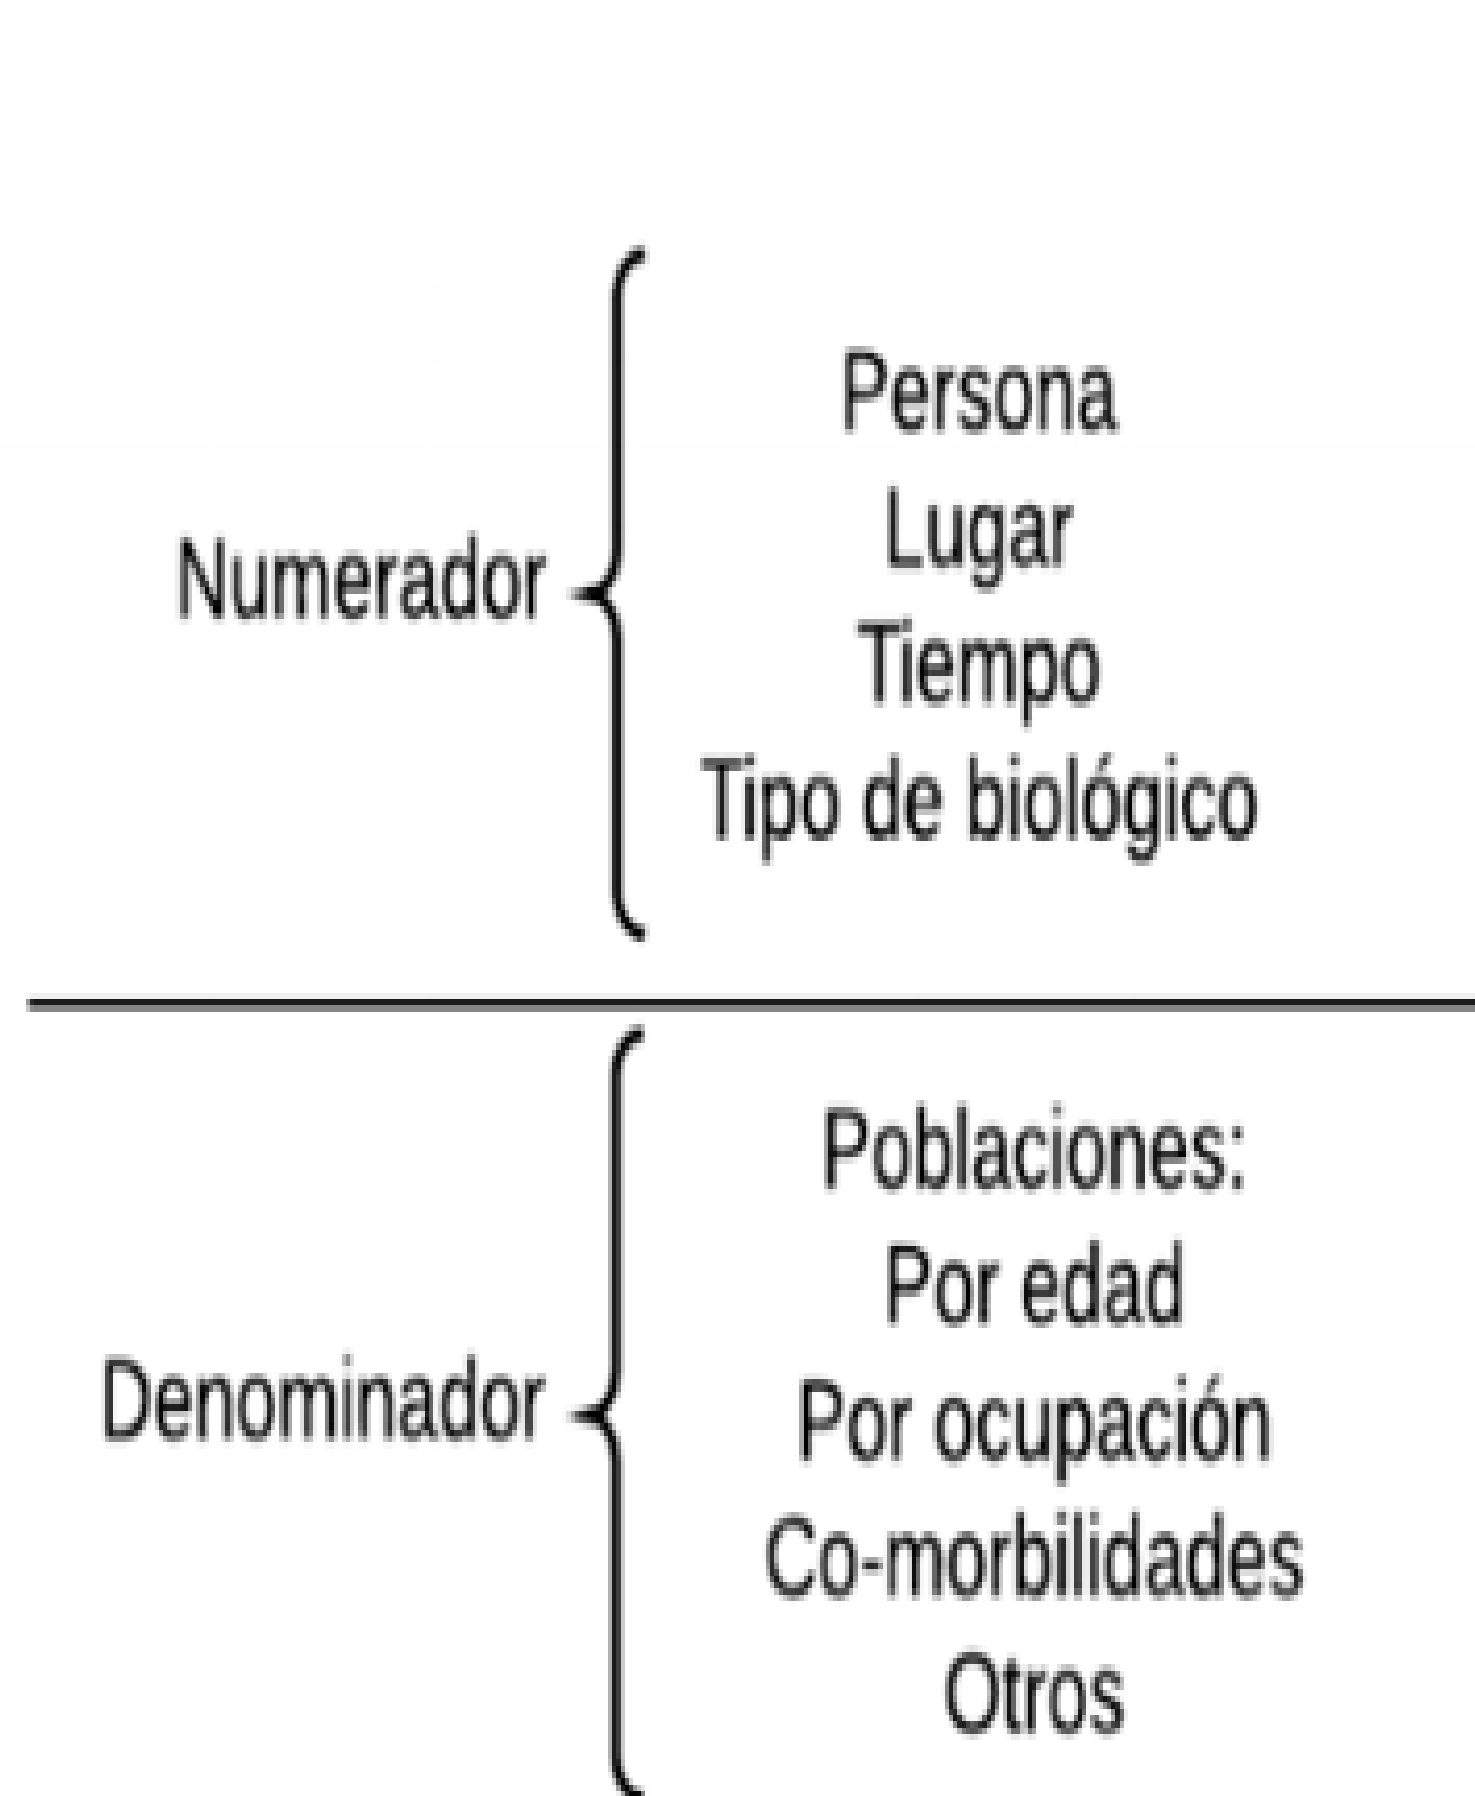 Persona
Lugar
Numerador
Tiempo
Tipo de biológico
Poblaciones:
Por edad
Denominador
Por ocupación
Co-morbilidades
Otros